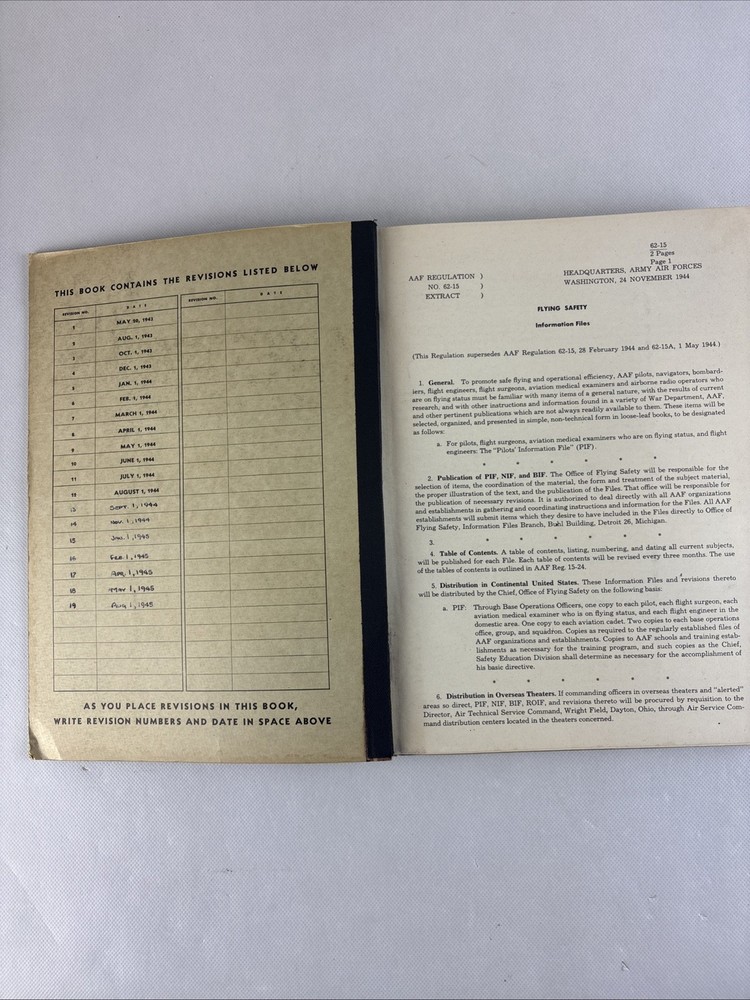 THIS BOOK CONTAINS THE REVISIONS LISTED BELOW
REVISION NO. DATE REVISION NO. DATE
1 MAY 20, 1943
2 AUG. 1, 1943
3 OCT. 1, 1943
4 DEC. 1, 1943
5 JAN. 1, 1944
6 FEB. 1, 1944
7 MARCH 1, 1944
8 APRIL 1, 1944
9 MAY 1, 1944
10 JUNE 1, 1944
11 JULY 1, 1944
12 AUGUST 1, 1944
13 SEPT. 1, 1944
14 NOV. 1, 1944
15 JAN. 1, 1945
16 FEB. 1, 1945
17 APR. 1, 1945
18 MAY 1, 1945
19 AUG 1, 1945
AS YOU PLACE REVISIONS IN THIS BOOK,
WRITE REVISION NUMBERS AND DATE IN SPACE ABOVE
62-15
2 Pages
Page 1
AAF REGULATION )
NO. 62-15 )
EXTRACT )
HEADQUARTERS, ARMY AIR FORCES
WASHINGTON, 24 NOVEMBER 1944
FLYING SAFETY
Information Files
(This Regulation supersedes AAF Regulation 62-15, 28 February 1944 and 62-15A, 1 May 1944.)
1. General. To promote safe flying and operational efficiency, AAF pilots, navigators, bombard-
iers, flight engineers, flight surgeons, aviation medical examiners and airborne radio operators who
are on flying status must be familiar with many items of a general nature, with the results of current
research, and with other instructions and information found in a variety of War Department, AAF,
and other pertinent publications which are not always readily available to them. These items will be
selected, organized, and presented in simple, non-technical form in loose-leaf books, to be designated
as follows:
a. For pilots, flight surgeons, aviation medical examiners who are on flying status, and flight
engineers: The "Pilots' Information File" (PIF).
* * * * * *
2. Publication of PIF, NIF, and BIF. The Office of Flying Safety will be responsible for the
selection of items, the coordination of the material, the form and treatment of the subject material,
the proper illustration of the text, and the publication of the Files. That office will be responsible for
the publication of necessary revisions. It is authorized to deal directly with all AAF organizations
and establishments in gathering and coordinating instructions and information for the Files. All AAF
establishments will submit items which they desire to have included in the Files directly to Office of
Flying Safety, Information Files Branch, Buhl Building, Detroit 26, Michigan.
3. * * * * * *
4. Table of Contents. A table of contents, listing, numbering, and dating all current subjects,
will be published for each File. Each table of contents will be revised every three months. The use
of the tables of contents is outlined in AAF Reg. 15-24.
5. Distribution in Continental United States. These Information Files and revisions thereto
will be distributed by the Chief, Office of Flying Safety on the following basis:
a. PIF: Through Base Operations Officers, one copy to each pilot, flight surgeon, each
aviation medical examiner who is on flying status, and each flight engineer in the
domestic area. One copy to each aviation cadet. Two copies to each base operations
office, group, and squadron. Copies as required to the regularly established files of
AAF organizations and establishments. Copies to AAF schools and training estab-
lishments as necessary for the training program, and such copies as the Chief,
Safety Education Division shall determine as necessary for the accomplishment of
his basic directive.
* * * * * *
6. Distribution in Overseas Theaters. If commanding officers in overseas theaters and "alerted"
areas so direct, PIF, NIF, BIF, ROIF, and revisions thereto will be procured by requisition to the
Director, Air Technical Service Command, Wright Field, Dayton, Ohio, through Air Service Com-
mand distribution centers located in the theaters concerned.